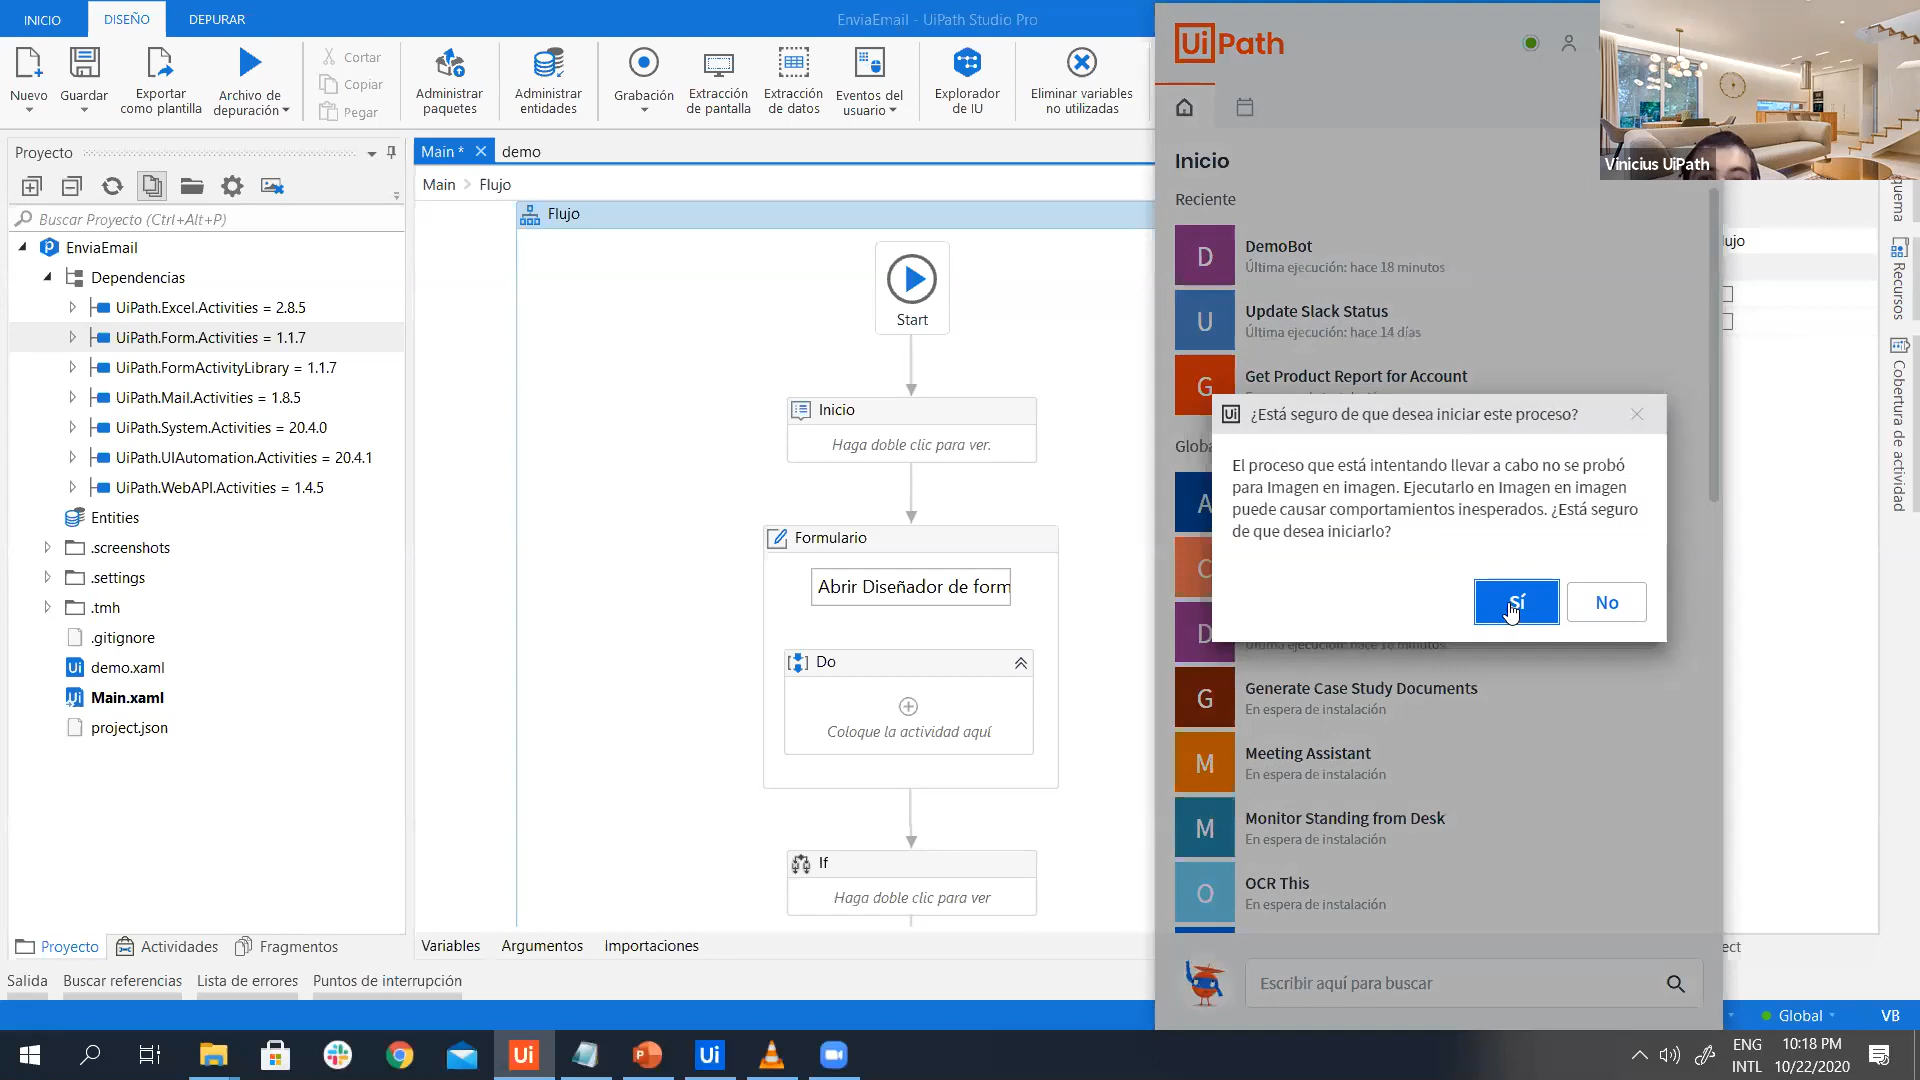 INICIO
DISEÑO
DEPURAR
EnviaEmail - UiPath Studio Pro
Nuevo
Guardar
Exportar
como plantilla
Archivo de
depuración
Cortar
Copiar
Pegar
Administrar
paquetes
Administrar
entidades
Grabación
Extracción
de pantalla
Extracción
de datos
Eventos del
usuario
Explorador
de IU
Eliminar variables
no utilizadas
Proyecto
Buscar Proyecto (Ctrl+Alt+P)
EnviaEmail
Dependencias
UiPath.Excel.Activities = 2.8.5
UiPath.Form.Activities = 1.1.7
UiPath.FormActivityLibrary = 1.1.7
UiPath.Mail.Activities = 1.8.5
UiPath.System.Activities = 20.4.0
UiPath.UIAutomation.Activities = 20.4.1
UiPath.WebAPI.Activities = 1.4.5
Entities
.screenshots
.settings
.tmh
.gitignore
demo.xaml
Main.xaml
project.json
Proyecto
Actividades
Fragmentos
Salida
Buscar referencias
Lista de errores
Puntos de interrupción
Main *
demo
Main > Flujo
Flujo
Start
Inicio
Haga doble clic para ver.
Formulario
Abrir Diseñador de form
Do
Coloque la actividad aquí
If
Haga doble clic para ver
Variables
Argumentos
Importaciones
UiPath
Inicio
Reciente
D
DemoBot
Última ejecución: hace 18 minutos
U
Update Slack Status
Última ejecución: hace 14 días
G
Get Product Report for Account
Globa
A
C
D
Ui
¿Está seguro de que desea iniciar este proceso?
El proceso que está intentando llevar a cabo no se probó
para Imagen en imagen. Ejecutarlo en Imagen en imagen
puede causar comportamientos inesperados. ¿Está seguro
de que desea iniciarlo?
Sí
No
Última ejecución: hace 18 minutos
G
Generate Case Study Documents
En espera de instalación
M
Meeting Assistant
En espera de instalación
M
Monitor Standing from Desk
En espera de instalación
O
OCR This
En espera de instalación
Escribir aquí para buscar
Vinicius UiPath
quema
Recursos
Cobertura de actividad
lujo
ect
Global
VB
ENG
INTL
10:18 PM
10/22/2020